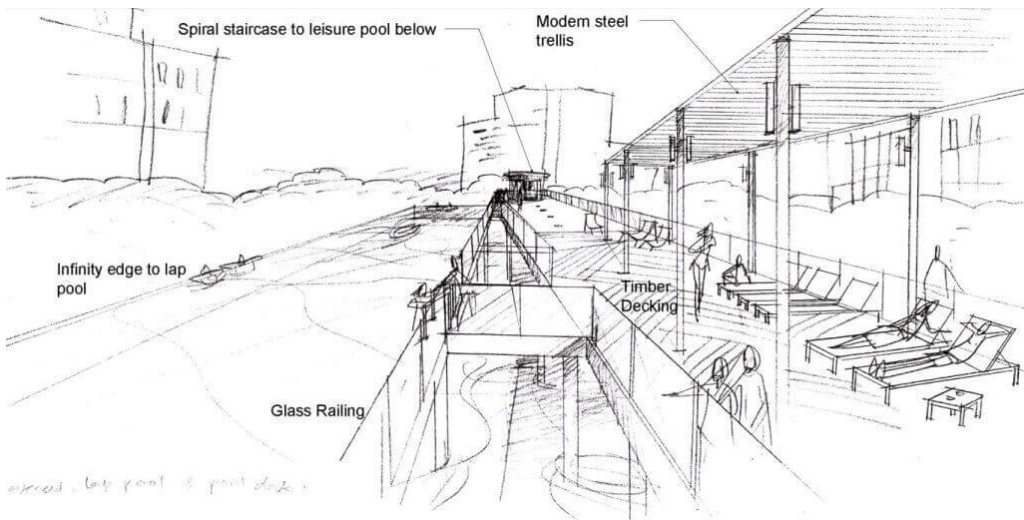 Spiral staircase to leisure pool below
Modern steel
trellis
Infinity edge to lap
pool
Timber
Decking
Glass Railing
lap pool & pool deck.